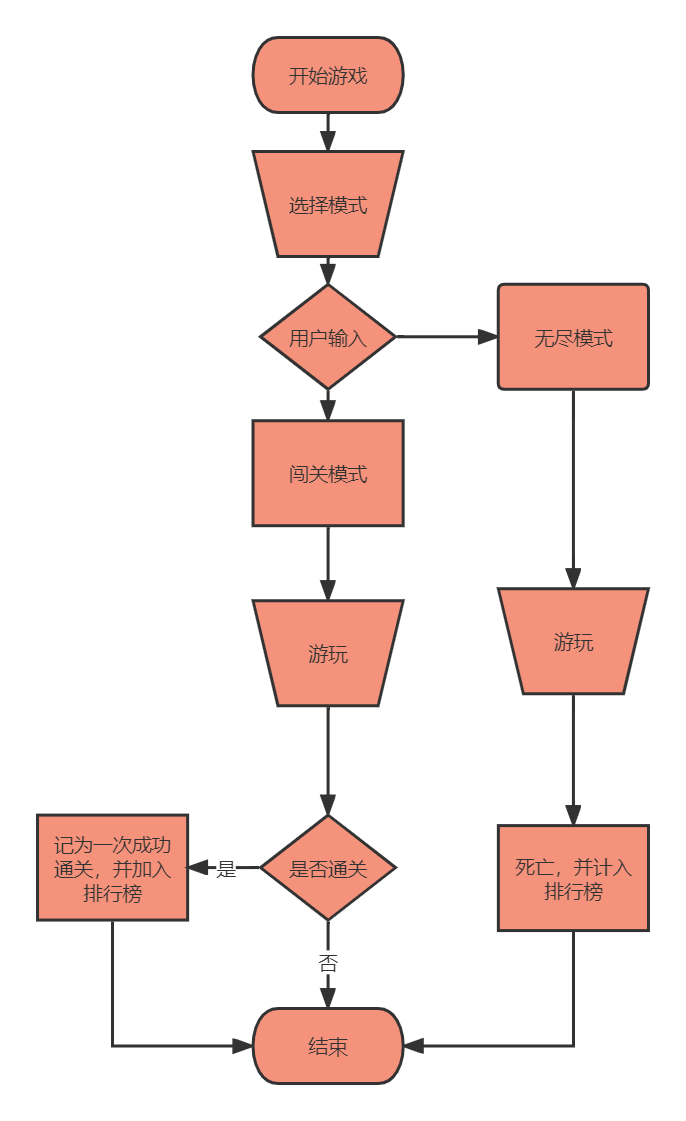 开始游戏
选择模式
用户输入
无尽模式
闯关模式
游玩
游玩
记为一次成功
通关，并加入
排行榜
是
是否通关
死亡，并计入
排行榜
否
结束